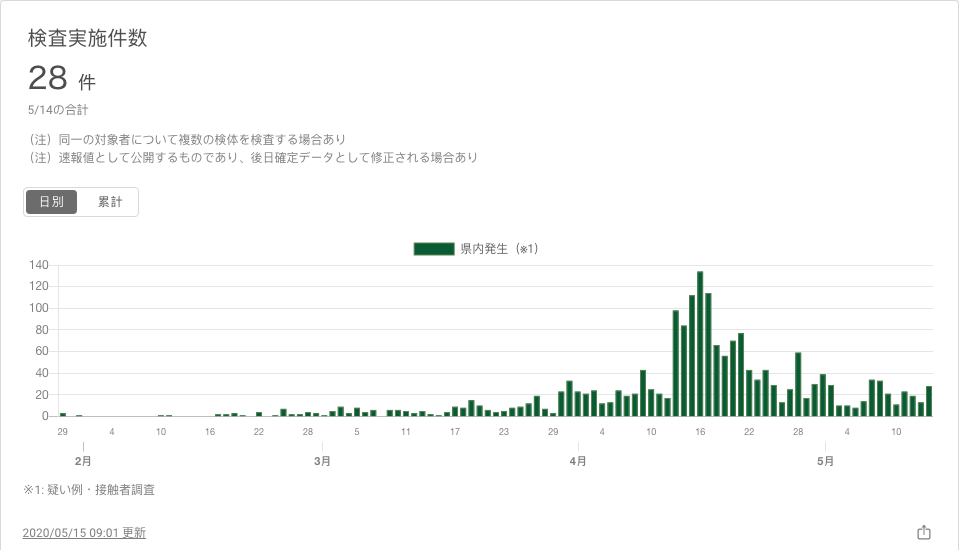 検査実施件数
28 件
5/14の合計
（注）同一の対象者について複数の検体を検査する場合あり
（注）速報値として公開するものであり、後日確定データとして修正される場合あり
日別 累計
県内発生（※1）
140
120
100
80
60
40
20
0
29 4 10 16 22 28 5 11 17 23 29 4 10 16 22 28 4 10
2月 3月 4月 5月
※1: 疑い例・接触者調査
2020/05/15 09:01 更新